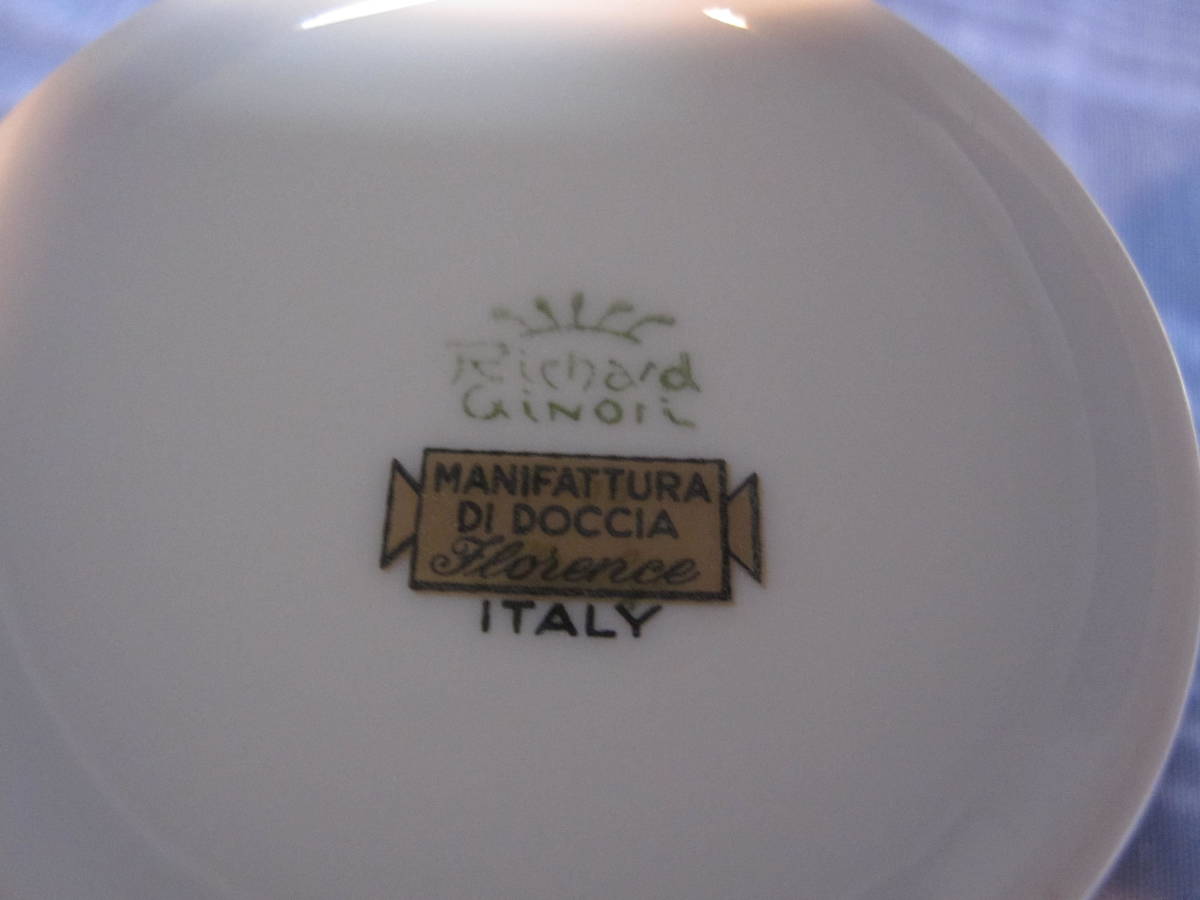 Richard
Ginori
MANIFATTURA
DI DOCCIA
Florence
ITALY